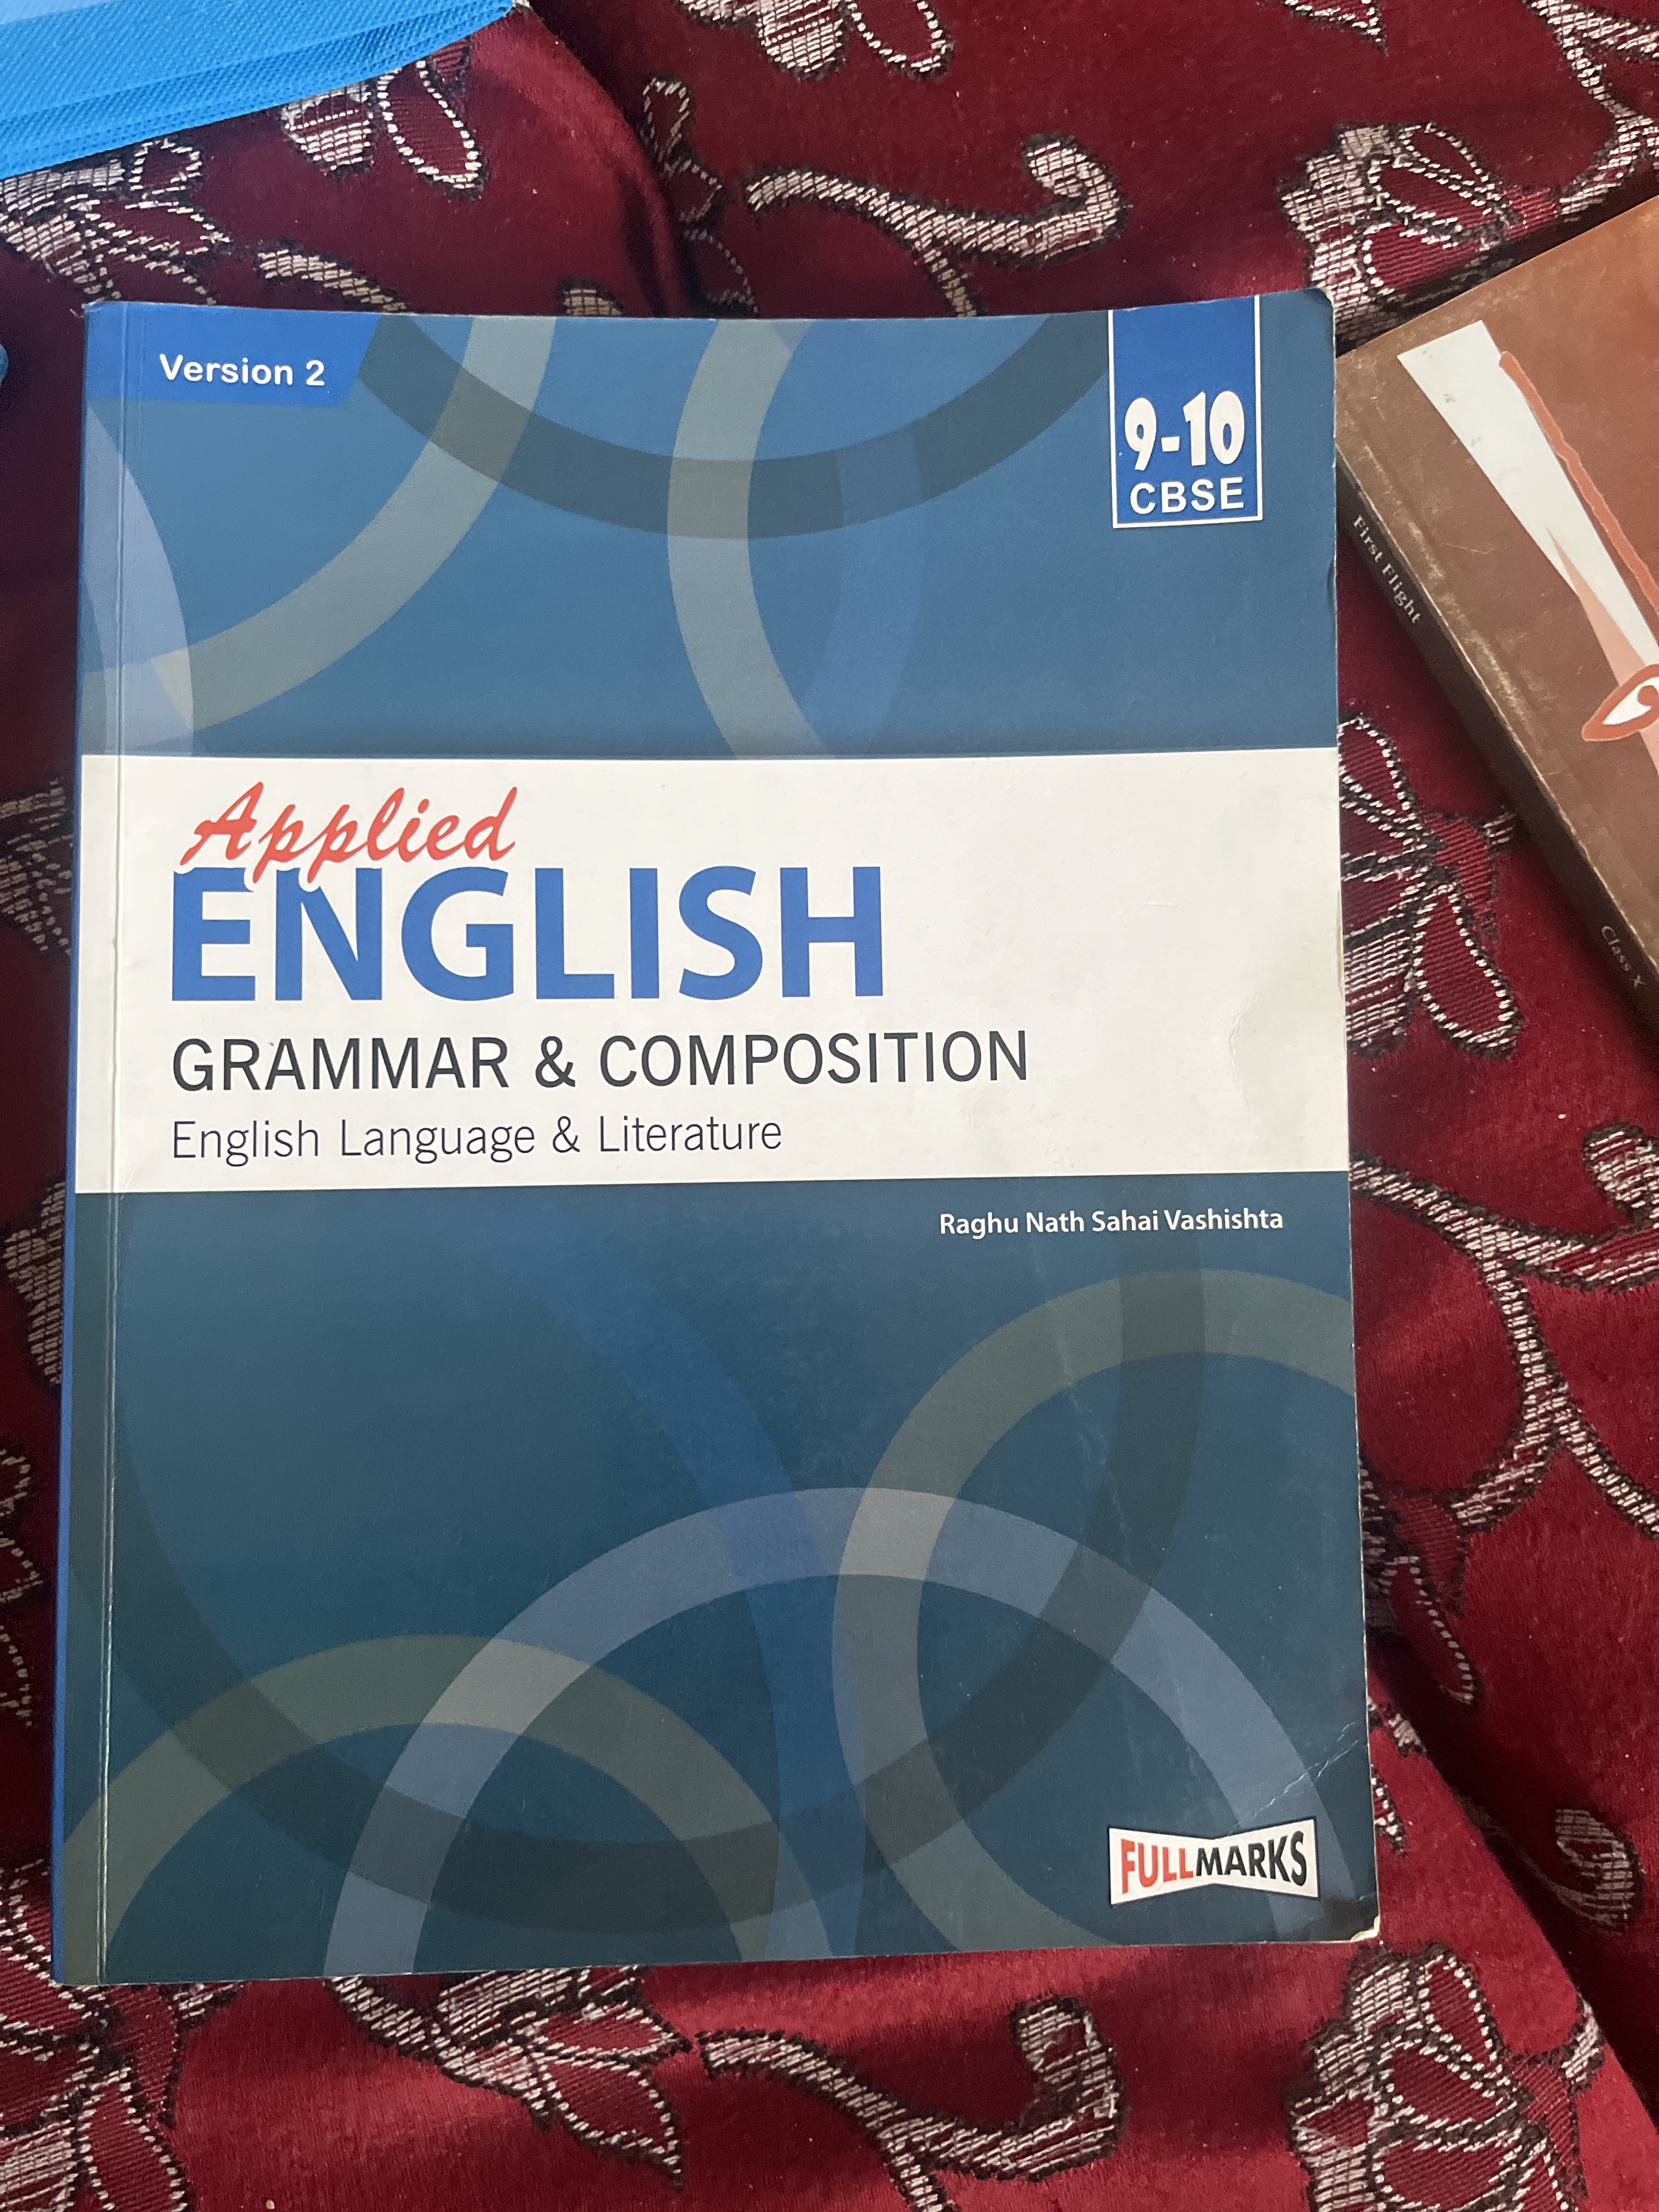 Version 2
9-10
CBSE
First Flight
Class X
Applied
ENGLISH
GRAMMAR & COMPOSITION
English Language & Literature
Raghu Nath Sahai Vashishta
FULLMARKS